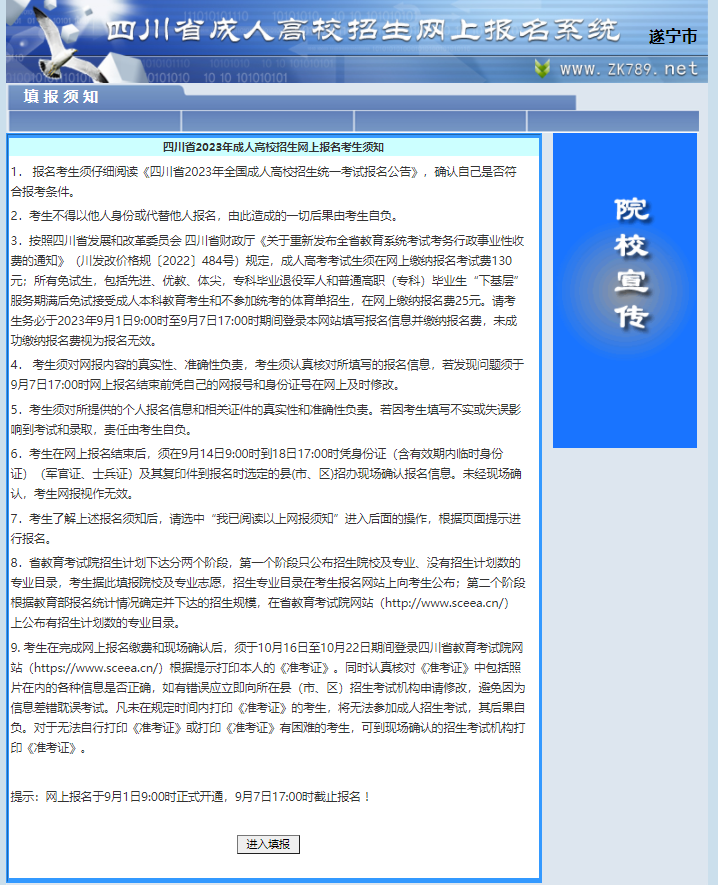 四川省成人高校招生网上报名系统
遂宁市
www.ZK789.net
填报须知
四川省2023年成人高校招生网上报名考生须知
1． 报名考生须仔细阅读《四川省2023年全国成人高校招生统一考试报名公告》，确认自己是否符
合报考条件。
2．考生不得以他人身份或代替他人报名，由此造成的一切后果由考生自负。
3．按照四川省发展和改革委员会 四川省财政厅《关于重新发布全省教育系统考试考务行政事业性收
费的通知》（川发改价格规〔2022〕484号）规定，成人高考考试生须在网上缴纳报名考试费130
元；所有免试生，包括先进、优教、体尖，专科毕业退役军人和普通高职（专科）毕业生“下基层”
服务期满后免试接受成人本科教育考生和不参加统考的体育单招生，在网上缴纳报名费25元。请考
生务必于2023年9月1日9:00时至9月7日17:00时期间登录本网站填写报名信息并缴纳报名费，未成
功缴纳报名费视为报名无效。
4． 考生须对网报内容的真实性、准确性负责，考生须认真核对所填写的报名信息，若发现问题须于
9月7日17:00时网上报名结束前凭自己的网报号和身份证号在网上及时修改。
5．考生须对所提供的个人报名信息和相关证件的真实性和准确性负责。若因考生填写不实或失误影
响到考试和录取，责任由考生自负。
6．考生在网上报名结束后，须在9月14日9:00时到18日17:00时凭身份证（含有效期内临时身份
证）（军官证、士兵证）及其复印件到报名时选定的县(市、区)招办现场确认报名信息。未经现场确
认，考生网报视作无效。
7．考生了解上述报名须知后，请选中“我已阅读以上网报须知”进入后面的操作，根据页面提示进
行报名。
8．省教育考试院招生计划下达分两个阶段，第一个阶段只公布招生院校及专业、没有招生计划数的
专业目录，考生据此填报院校及专业志愿，招生专业目录在考生报名网站上向考生公布；第二个阶段
根据教育部报名统计情况确定并下达的招生规模，在省教育考试院网站（http://www.sceea.cn/）
上公布有招生计划数的专业目录。
9. 考生在完成网上报名缴费和现场确认后，须于10月16日至10月22日期间登录四川省教育考试院网
站（https://www.sceea.cn/）根据提示打印本人的《准考证》。同时认真核对《准考证》中包括照
片在内的各种信息是否正确，如有错误应立即向所在县（市、区）招生考试机构申请修改，避免因为
信息差错耽误考试。凡未在规定时间内打印《准考证》的考生，将无法参加成人招生考试，其后果自
负。对于无法自行打印《准考证》或打印《准考证》有困难的考生，可到现场确认的招生考试机构打
印《准考证》。
提示：网上报名于9月1日9:00时正式开通，9月7日17:00时截止报名！
进入填报
院
校
宣
传